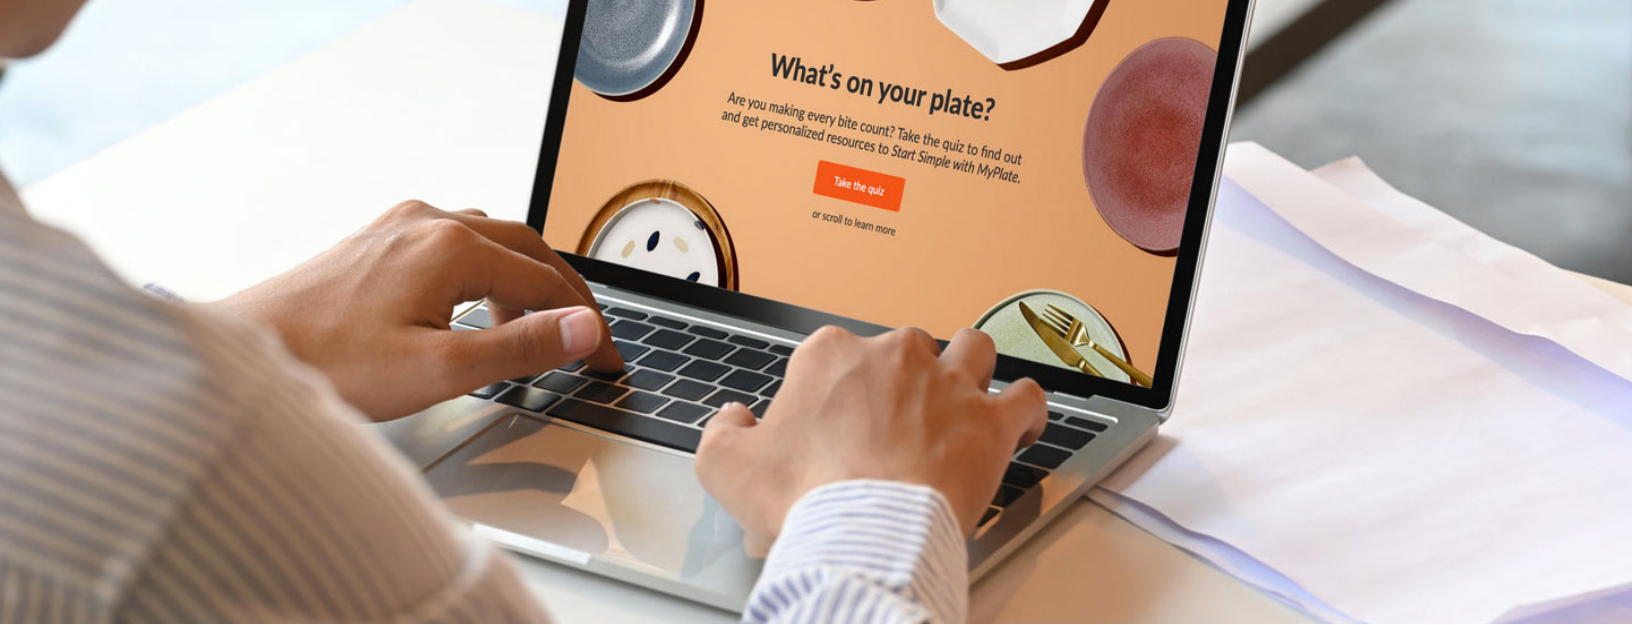 What's on your plate?
Are you making every bite count? Take the quiz to find out
and get personalized resources to Start Simple with MyPlate.
Take the quiz
or scroll to learn more